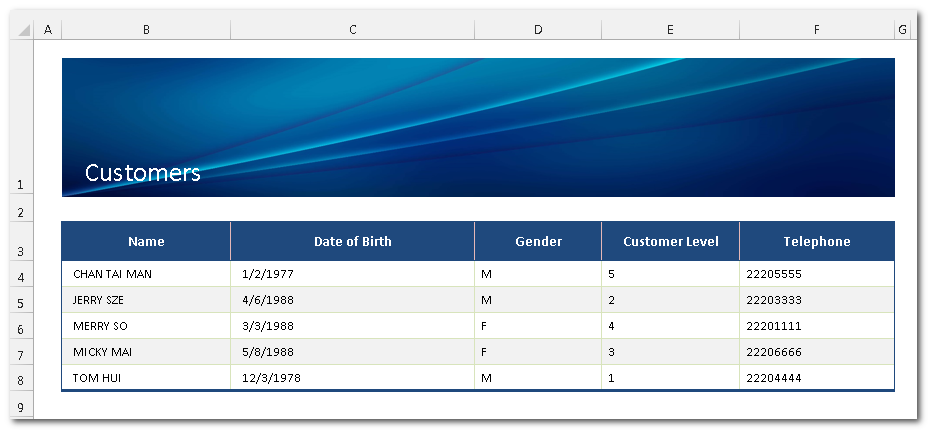 A B C D E F G
1 Customers
2
3 Name Date of Birth Gender Customer Level Telephone
4 CHAN TAI MAN 1/2/1977 M 5 22205555
5 JERRY SZE 4/6/1988 M 2 22203333
6 MERRY SO 3/3/1988 F 4 22201111
7 MICKY MAI 5/8/1988 F 3 22206666
8 TOM HUI 12/3/1978 M 1 22204444
9